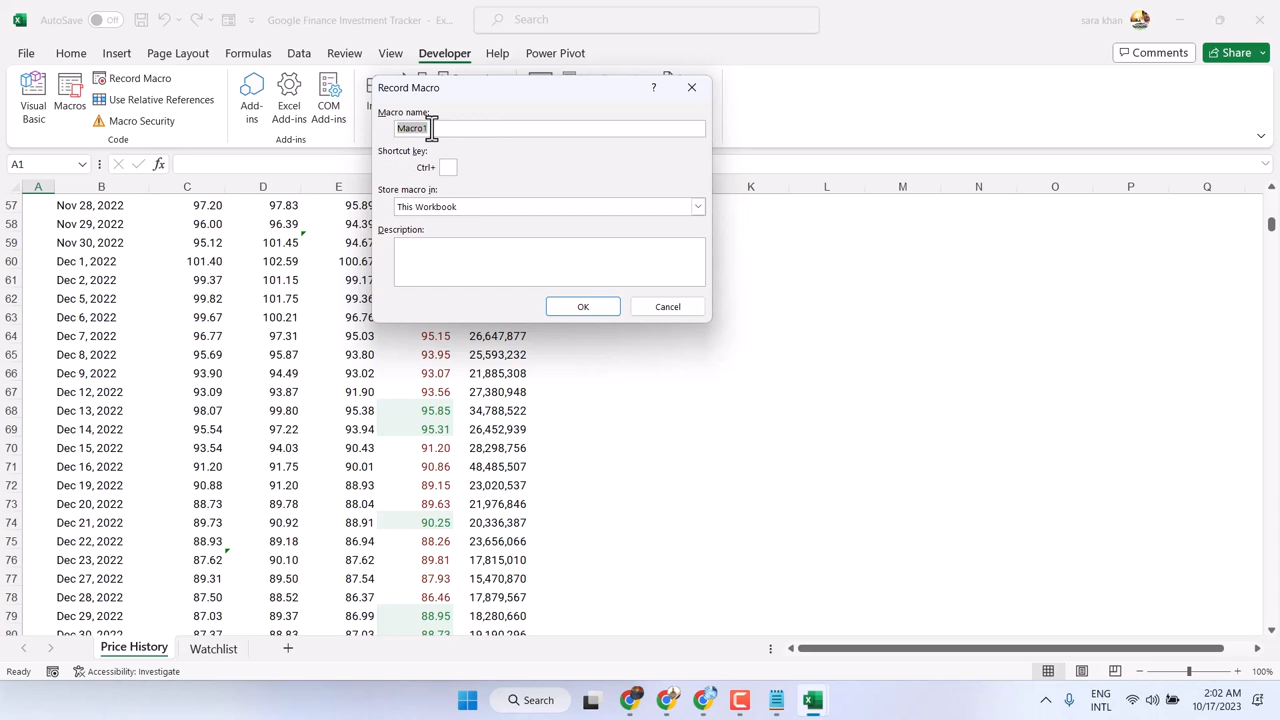 AutoSave Off Google Finance Investment Tracker - Ex... Search sara khan
File Home Insert Page Layout Formulas Data Review View Developer Help Power Pivot Comments Share
Visual Basic
Macros
Record Macro
Use Relative References
Macro Security
Code
Add-ins
Excel Add-ins
COM Add-ins
Add-ins
Record Macro ?
Macro name:
Macro1
Shortcut key:
Ctrl+
Store macro in:
This Workbook
Description:
OK Cancel
A1 fx
A B C D E K L M N O P Q
57 Nov 28, 2022 97.20 97.83 95.89
58 Nov 29, 2022 96.00 96.39 94.39
59 Nov 30, 2022 95.12 101.45 94.67
60 Dec 1, 2022 101.40 102.59 100.67
61 Dec 2, 2022 99.37 101.15 99.17
62 Dec 5, 2022 99.82 101.75 99.36
63 Dec 6, 2022 99.67 100.21 96.76
64 Dec 7, 2022 96.77 97.31 95.03 95.15 26,647,877
65 Dec 8, 2022 95.69 95.87 93.80 93.95 25,593,232
66 Dec 9, 2022 93.90 94.49 93.02 93.07 21,885,308
67 Dec 12, 2022 93.09 93.87 91.90 93.56 27,380,948
68 Dec 13, 2022 98.07 99.80 95.38 95.85 34,788,522
69 Dec 14, 2022 95.54 97.22 93.94 95.31 26,452,939
70 Dec 15, 2022 93.54 94.03 90.43 91.20 28,298,756
71 Dec 16, 2022 91.20 91.75 90.01 90.86 48,485,507
72 Dec 19, 2022 90.88 91.20 88.93 89.15 23,020,537
73 Dec 20, 2022 88.73 89.78 88.04 89.63 21,976,846
74 Dec 21, 2022 89.73 90.92 88.91 90.25 20,336,387
75 Dec 22, 2022 88.93 89.18 86.94 88.26 23,656,066
76 Dec 23, 2022 87.62 90.10 87.62 89.81 17,815,010
77 Dec 27, 2022 89.31 89.50 87.54 87.93 15,470,870
78 Dec 28, 2022 87.50 88.52 86.37 86.46 17,879,567
79 Dec 29, 2022 87.03 89.37 86.99 88.95 18,280,660
80 Dec 30, 2022 87.37 88.83 87.03 88.73 19,190,296
Price History Watchlist
Ready Accessibility: Investigate 100%
Search ENG INTL 2:02 AM 10/17/2023